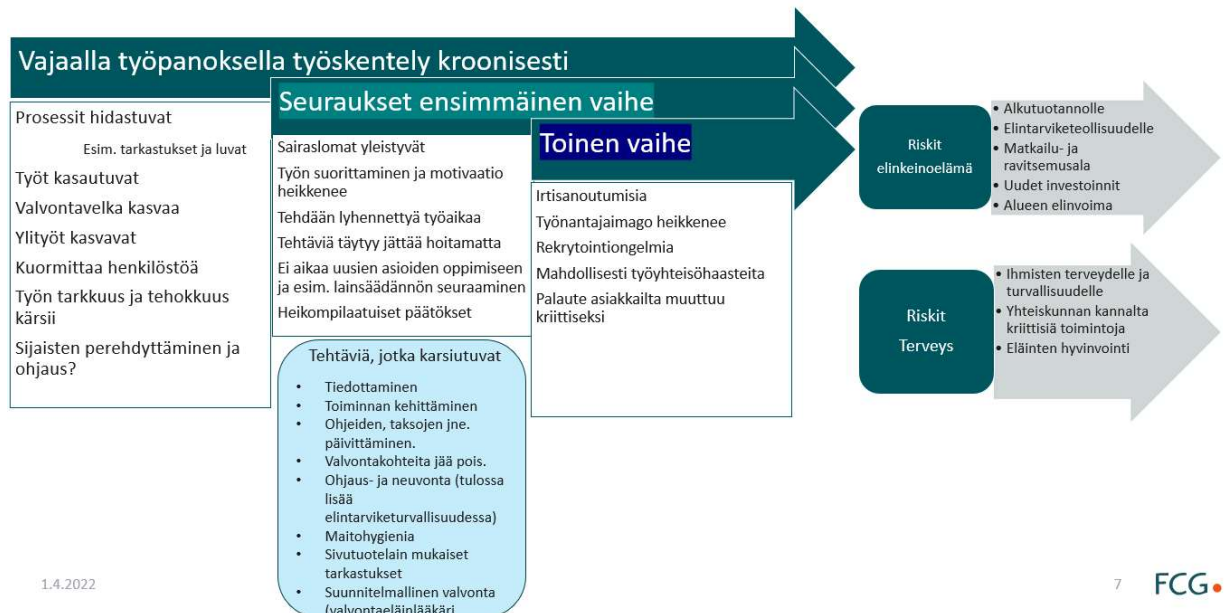 Vajaalla työpanoksella työskentely kroonisesti
Prosessit hidastuvat
Esim. tarkastukset ja luvat
Työt kasautuvat
Valvontavelka kasvaa
Ylityöt kasvavat
Kuormittaa henkilöstöä
Työn tarkkuus ja tehokkuus
kärsii
Sijaisten perehdyttäminen ja
ohjaus?
Seuraukset ensimmäinen vaihe
Sairaslomat yleistyvät
Työn suorittaminen ja motivaatio
heikkenee
Tehdään lyhennettyä työaikaa
Tehtäviä täytyy jättää hoitamatta
Ei aikaa uusien asioiden oppimiseen
ja esim. lainsäädännön seuraaminen
Heikompilaatuiset päätökset
Tehtäviä, jotka karsiutuvat
• Tiedottaminen
• Toiminnan kehittäminen
• Ohjeiden, taksojen jne.
päivittäminen.
• Valvontakohteita jää pois.
• Ohjaus- ja neuvonta (tulossa
lisää
elintarviketurvallisuudessa)
• Maitohygienia
• Sivutuotelain mukaiset
tarkastukset
• Suunnitelmallinen valvonta
(valvontaeläinlääkäri
Toinen vaihe
Irtisanoutumisia
Työnantajaimago heikkenee
Rekrytointiongelmia
Mahdollisesti työyhteisöhaasteita
Palaute asiakkailta muuttuu
kriittiseksi
Riskit
elinkeinoelämä
• Alkutuotannolle
• Elintarviketeollisuudelle
• Matkailu- ja
ravitsemusala
• Uudet investoinnit
• Alueen elinvoima
Riskit
Terveys
• Ihmisten terveydelle ja
turvallisuudelle
• Yhteiskunnan kannalta
kriittisiä toimintoja
• Eläinten hyvinvointi
1.4.2022
7
FCG